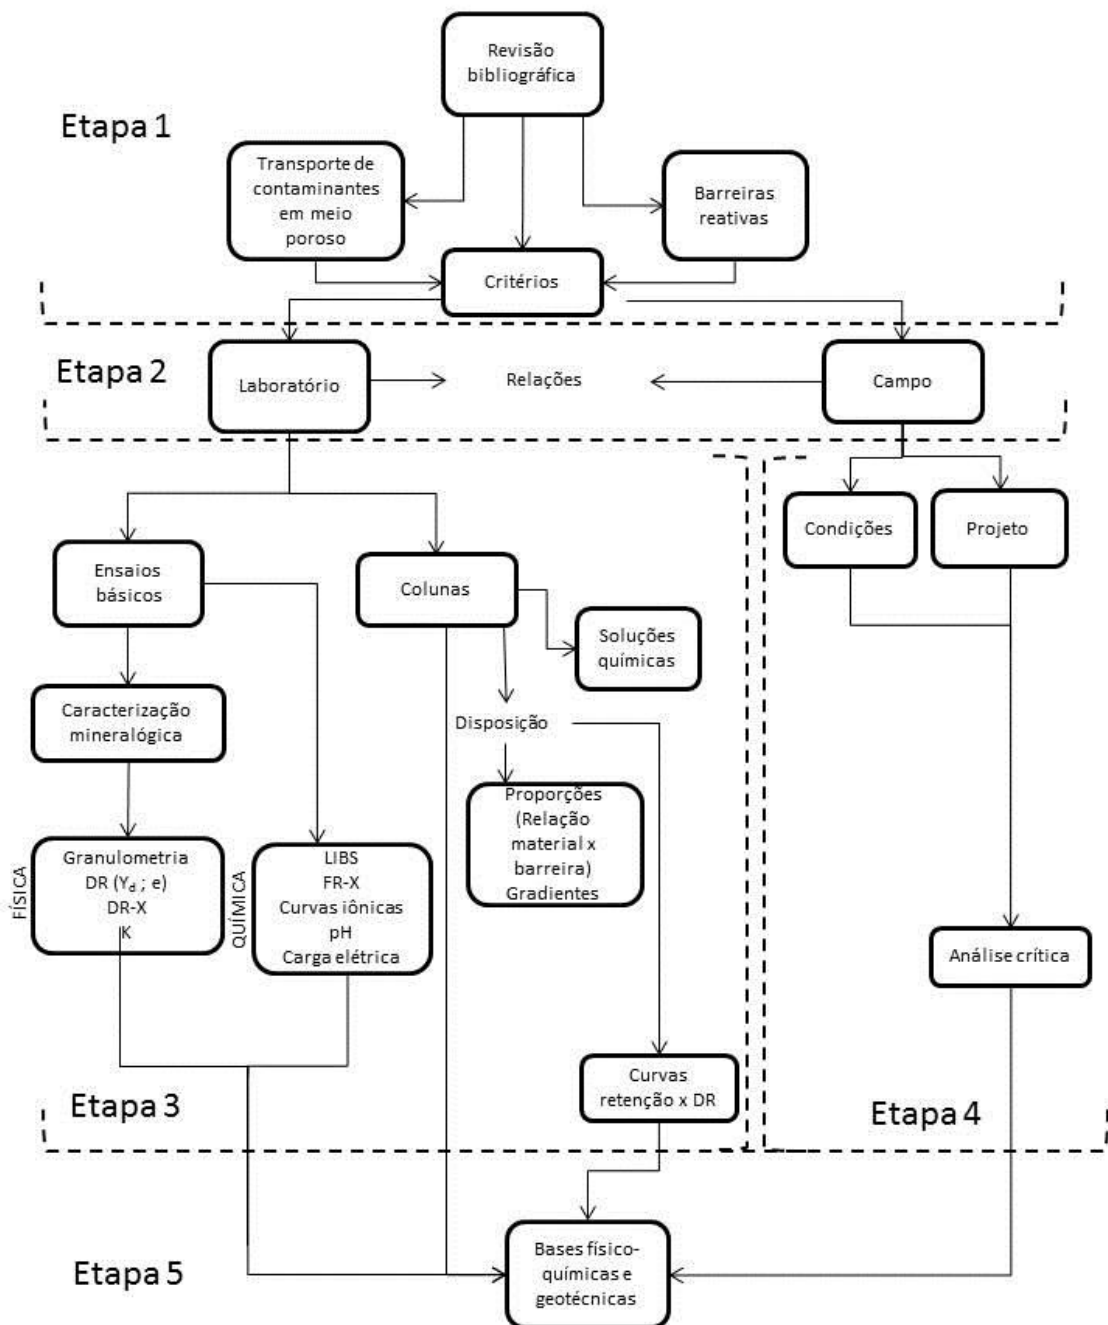 Revisão
bibliográfica
Etapa 1
Transporte de
contaminantes
em meio
poroso
Barreiras
reativas
Critérios
Etapa 2
Laboratório
Relações
Campo
Condições
Projeto
Ensaios
básicos
Colunas
Soluções
químicas
Caracterização
mineralógica
Disposição
Proporções
(Relação
material x
barreira)
Gradientes
FÍSICA
Granulometria
DR (Yd ; e)
DR-X
K
QUÍMICA
LIBS
FR-X
Curvas iônicas
pH
Carga elétrica
Análise crítica
Curvas
retenção x DR
Etapa 3
Etapa 4
Etapa 5
Bases físico-
químicas e
geotécnicas